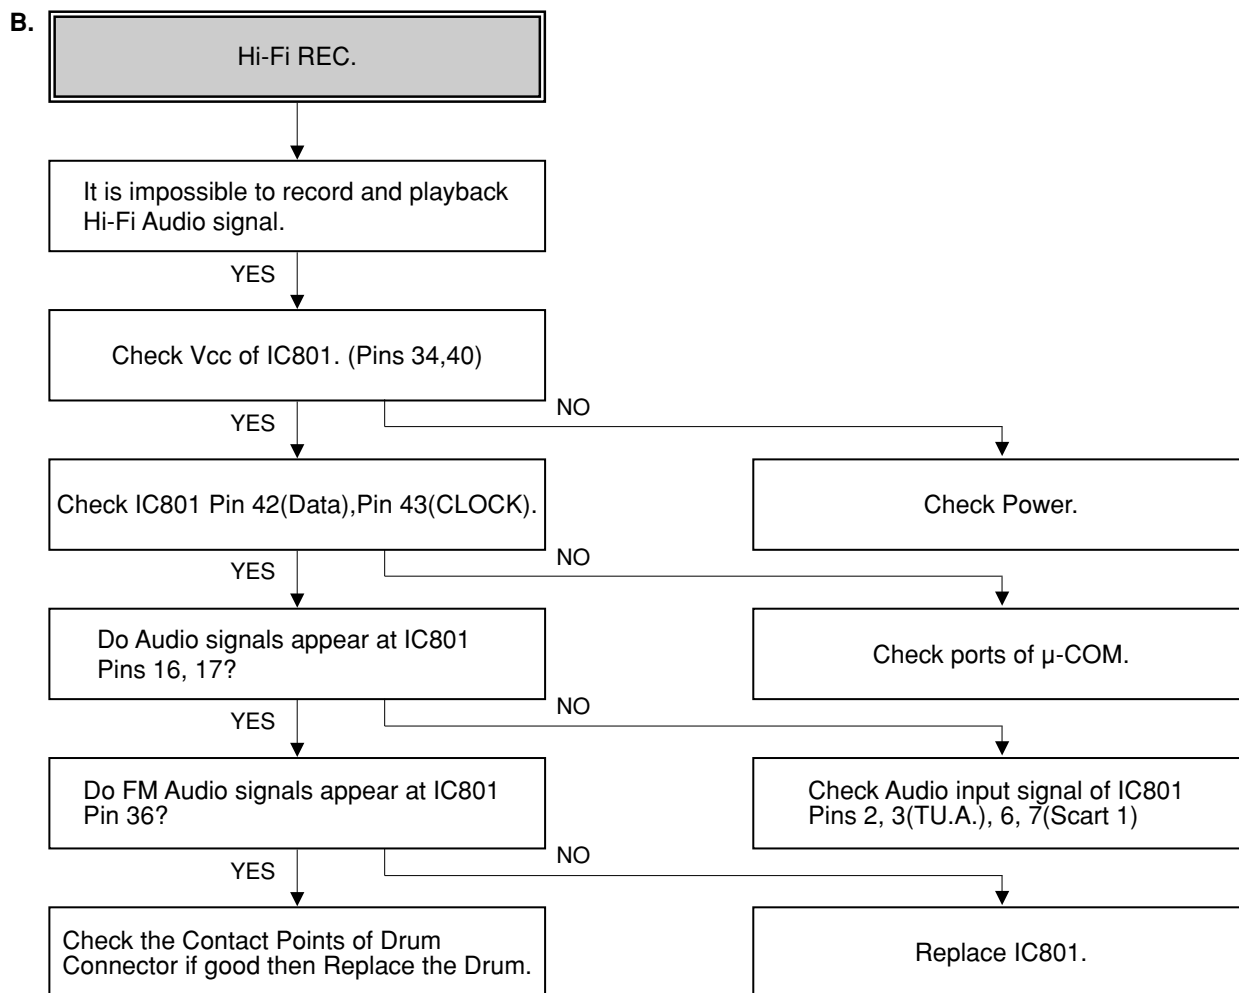 B.
Hi-Fi REC.
It is impossible to record and playback
Hi-Fi Audio signal.
YES
Check Vcc of IC801. (Pins 34,40)
YES
NO
Check IC801 Pin 42(Data),Pin 43(CLOCK).
Check Power.
YES
NO
Do Audio signals appear at IC801
Pins 16, 17?
Check ports of µ-COM.
YES
NO
Do FM Audio signals appear at IC801
Pin 36?
Check Audio input signal of IC801
Pins 2, 3(TU.A.), 6, 7(Scart 1)
YES
NO
Check the Contact Points of Drum
Connector if good then Replace the Drum.
Replace IC801.